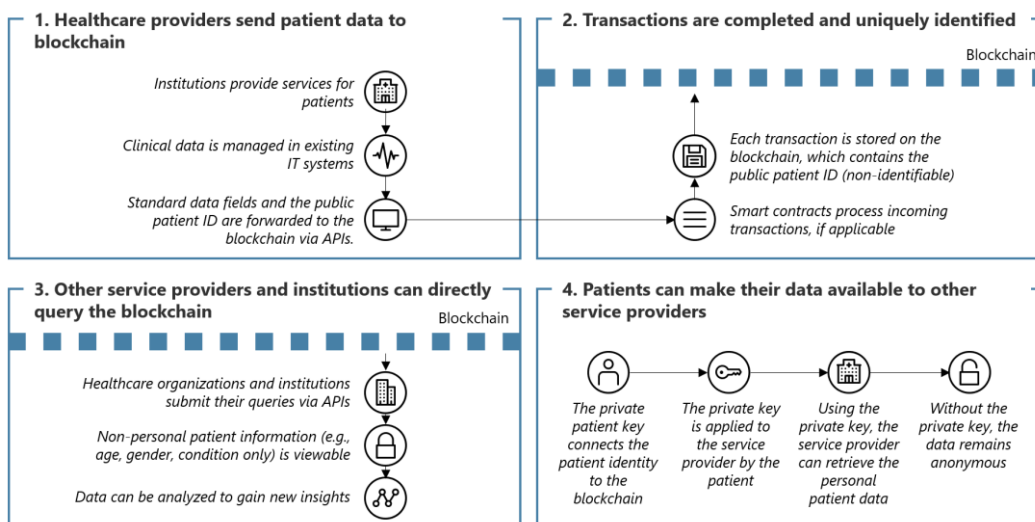 1. Healthcare providers send patient data to
blockchain
Institutions provide services for
patients
Clinical data is managed in existing
IT systems
Standard data fields and the public
patient ID are forwarded to the
blockchain via APIs.
2. Transactions are completed and uniquely identified
Blockchain
Each transaction is stored on the
blockchain, which contains the
public patient ID (non-identifiable)
Smart contracts process incoming
transactions, if applicable
3. Other service providers and institutions can directly
query the blockchain
Blockchain
Healthcare organizations and institutions
submit their queries via APIs
Non-personal patient information (e.g.,
age, gender, condition only) is viewable
Data can be analyzed to gain new insights
4. Patients can make their data available to other
service providers
The private
patient key
connects the
patient identity
to the
blockchain
The private key
is applied to
the service
provider by the
patient
Using the
private key, the
service provider
can retrieve the
personal
patient data
Without the
private key, the
data remains
anonymous